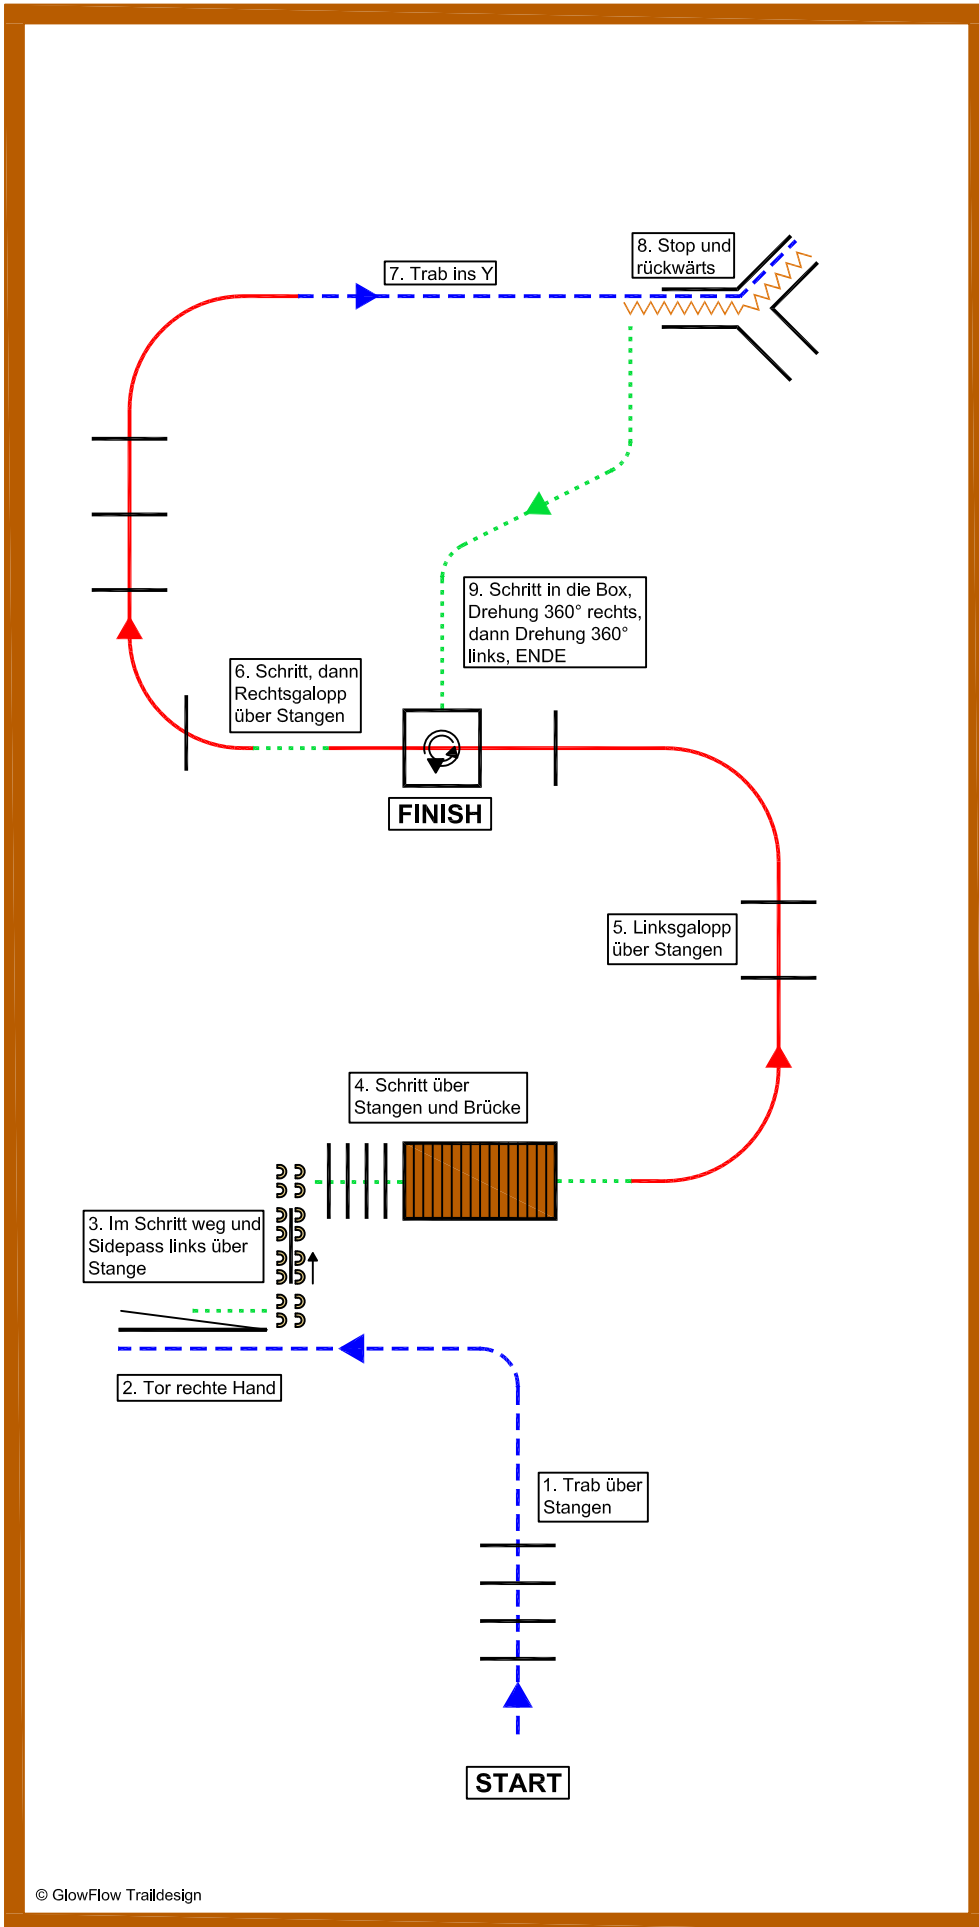 8. Stop und
rückwärts
7. Trab ins Y
9. Schritt in die Box,
Drehung 360° rechts,
dann Drehung 360°
links, ENDE
6. Schritt, dann
Rechtsgalopp
über Stangen
FINISH
5. Linksgalopp
über Stangen
4. Schritt über
Stangen und Brücke
3. Im Schritt weg und
Sidepass links über
Stange
2. Tor rechte Hand
1. Trab über
Stangen
START
© GlowFlow Traildesign